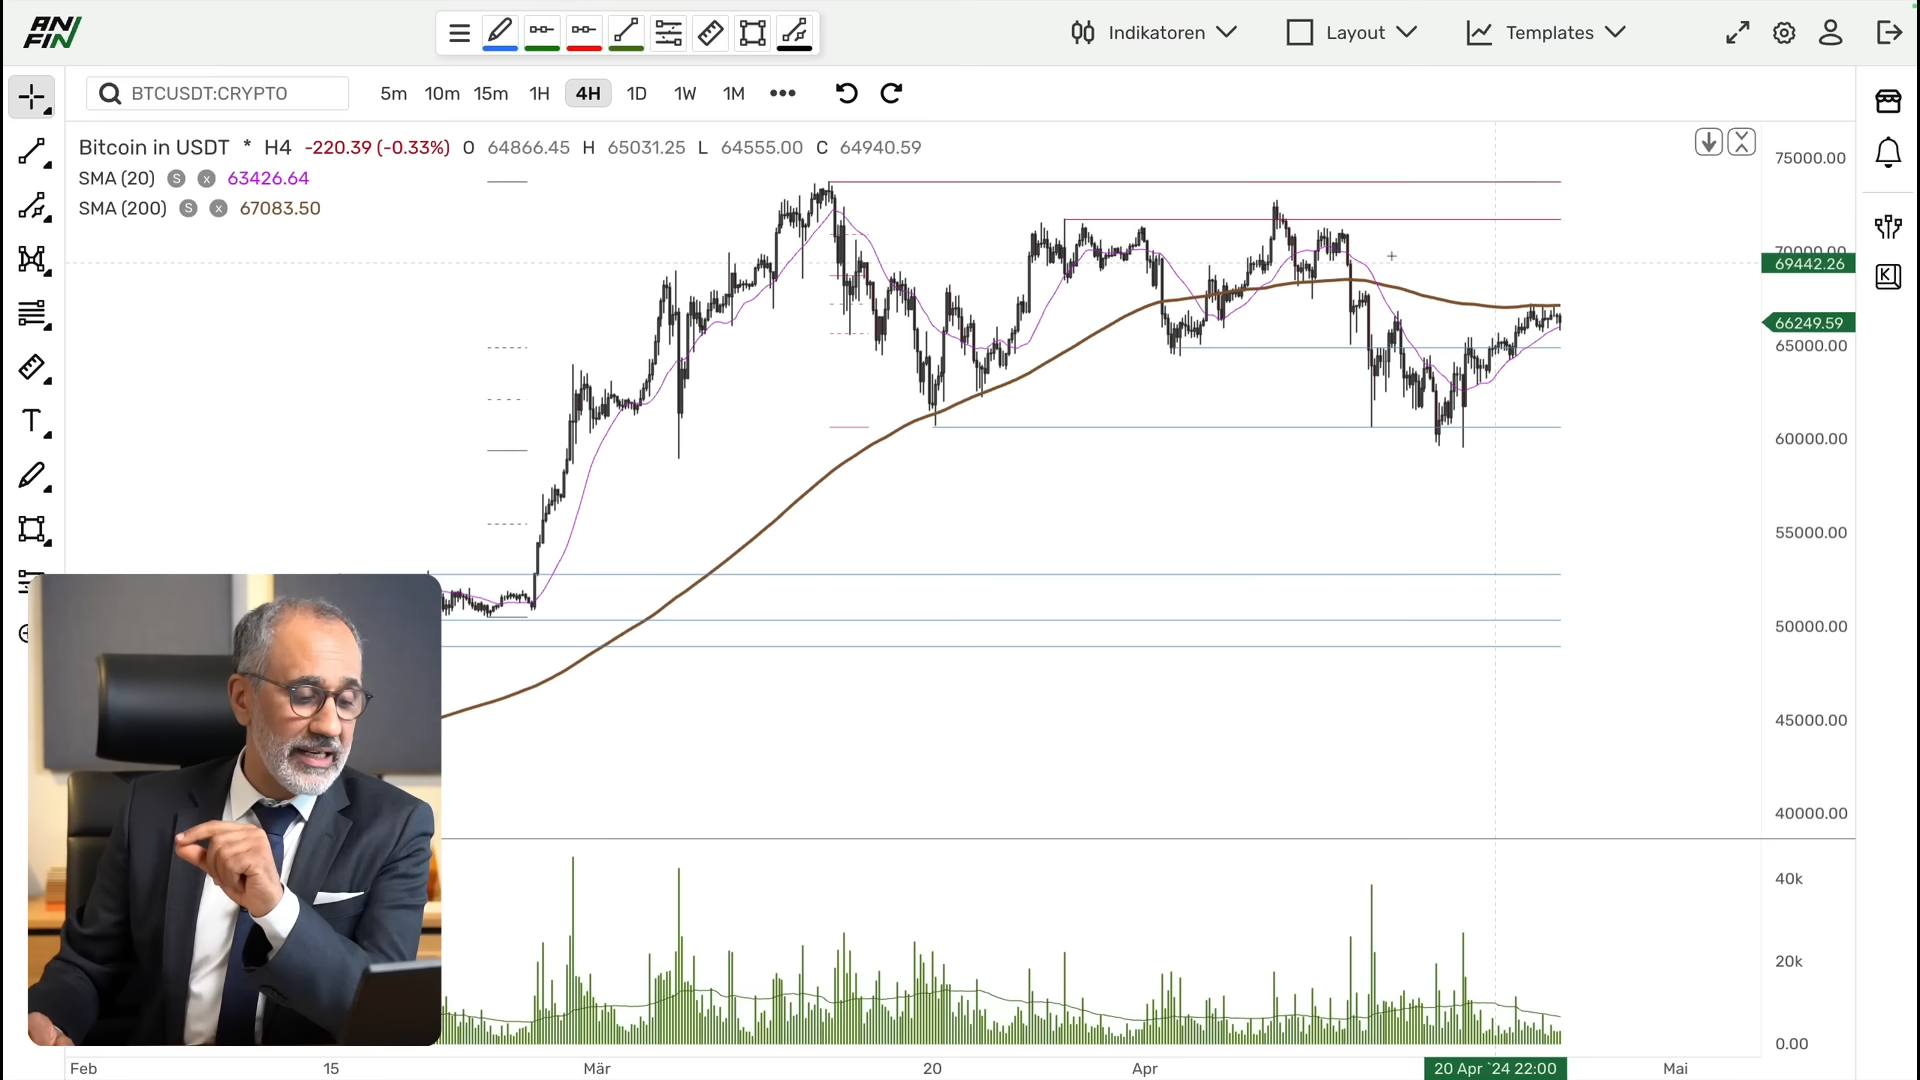 ANFIN
Indikatoren
Layout
Templates
BTCUSDT:CRYPTO
5m 10m 15m 1H 4H 1D 1W 1M •••
Bitcoin in USDT * H4 -220.39 (-0.33%) O 64866.45 H 65031.25 L 64555.00 C 64940.59
SMA (20) S x 63426.64
SMA (200) S x 67083.50
T
K
75000.00
70000.00
69442.26
66249.59
65000.00
60000.00
55000.00
50000.00
45000.00
40000.00
40k
20k
0.00
Feb 15 Mär 20 Apr 20 Apr `24 22:00 Mai